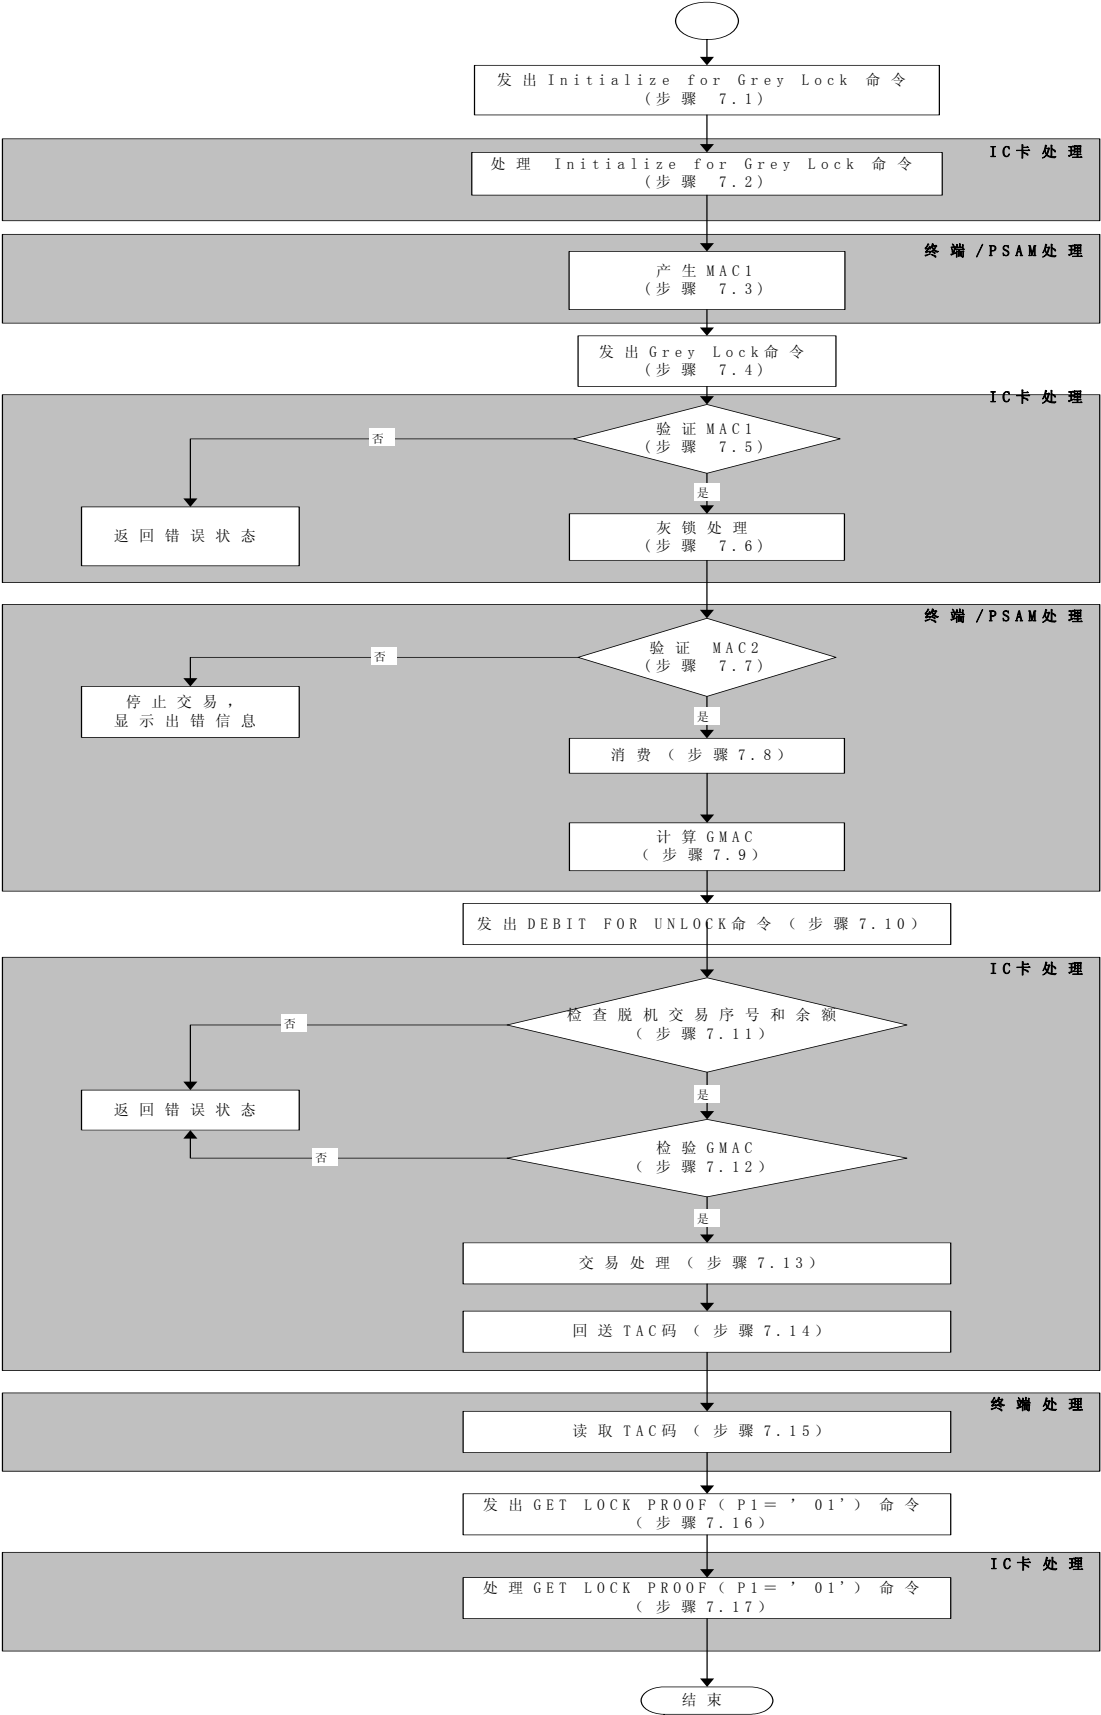 发出Initialize for Grey Lock 命令
(步骤 7.1)
IC卡处理
处理 Initialize for Grey Lock 命令
(步骤 7.2)
终端/PSAM处理
产生MAC1
(步骤 7.3)
发出Grey Lock命令
(步骤 7.4)
IC卡处理
验证MAC1
(步骤 7.5)
否
是
返回错误状态
灰锁处理
(步骤 7.6)
终端/PSAM处理
验证 MAC2
(步骤 7.7)
否
停止交易，
显示出错信息
是
消费（步骤7.8）
计算GMAC
（步骤7.9）
发出DEBIT FOR UNLOCK命令（步骤7.10）
IC卡处理
检查脱机交易序号和余额
（步骤7.11）
否
是
返回错误状态
检验GMAC
（步骤7.12）
否
是
交易处理（步骤7.13）
回送TAC码（步骤7.14）
终端处理
读取TAC码（步骤7.15）
发出GET LOCK PROOF（P1＝’01’）命令
（步骤7.16）
IC卡处理
处理GET LOCK PROOF（P1＝’01’）命令
（步骤7.17）
结束